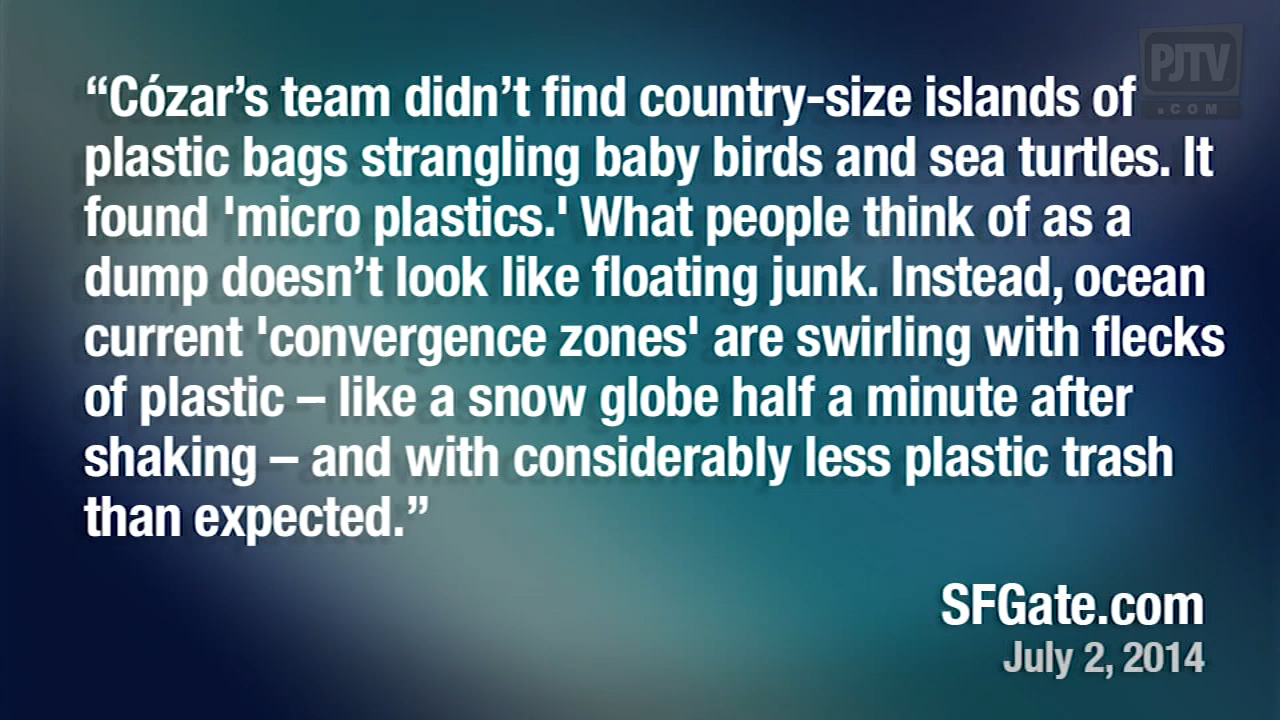 PJTV
.COM
“Cózar’s team didn’t find country-size islands of
plastic bags strangling baby birds and sea turtles. It
found 'micro plastics.' What people think of as a
dump doesn’t look like floating junk. Instead, ocean
current 'convergence zones' are swirling with flecks
of plastic – like a snow globe half a minute after
shaking – and with considerably less plastic trash
than expected.”
SFGate.com
July 2, 2014